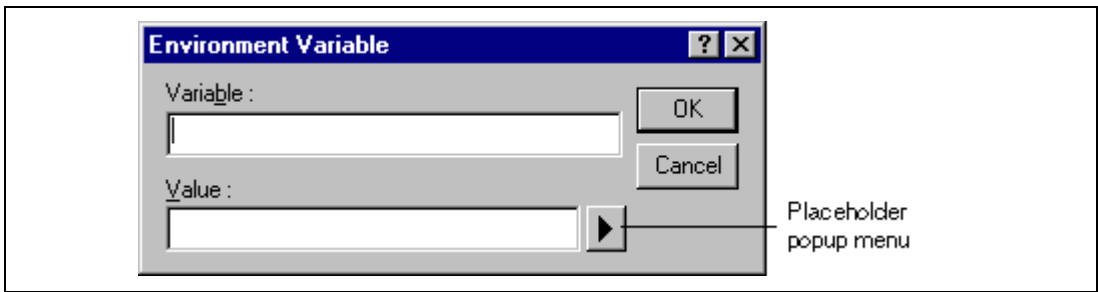 Environment Variable
Variable :
OK
Cancel
Value :
Placeholder
popup menu